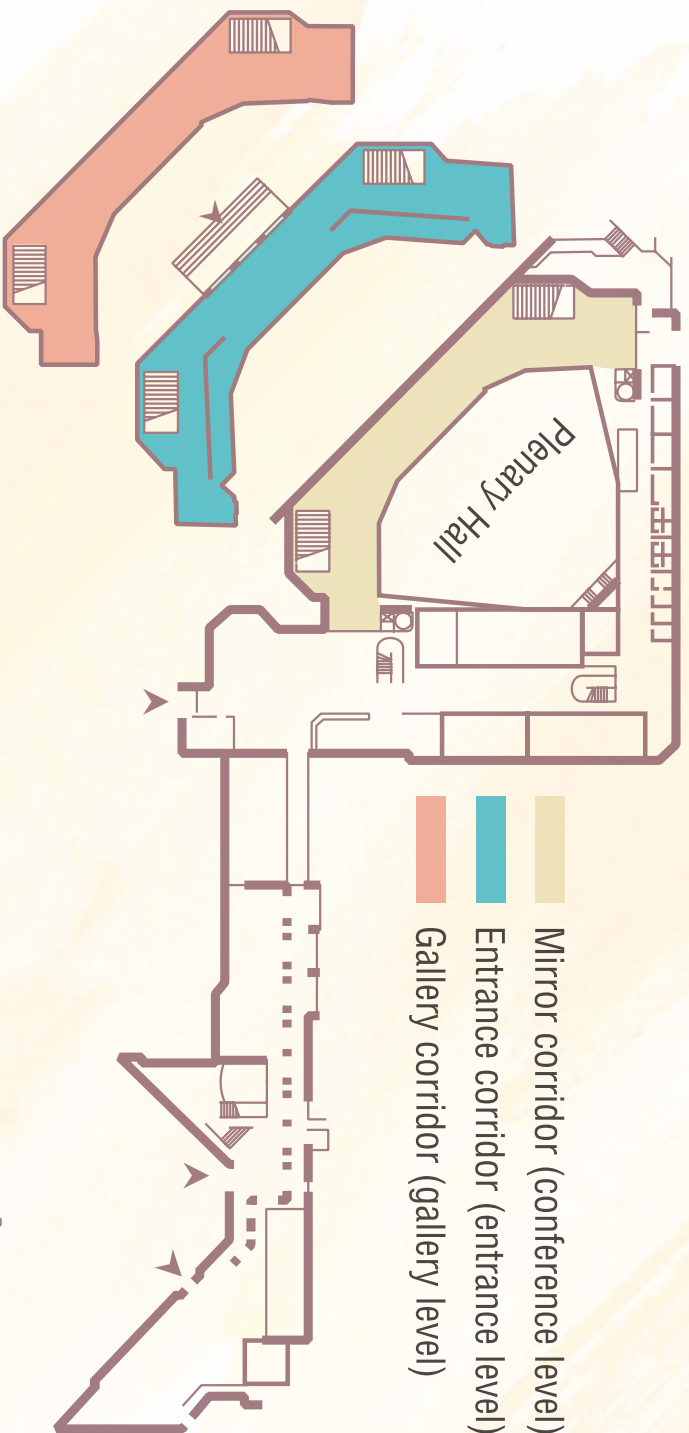 Plenary Hall
Mirror corridor (conference level)
Entrance corridor (entrance level)
Gallery corridor (gallery level)